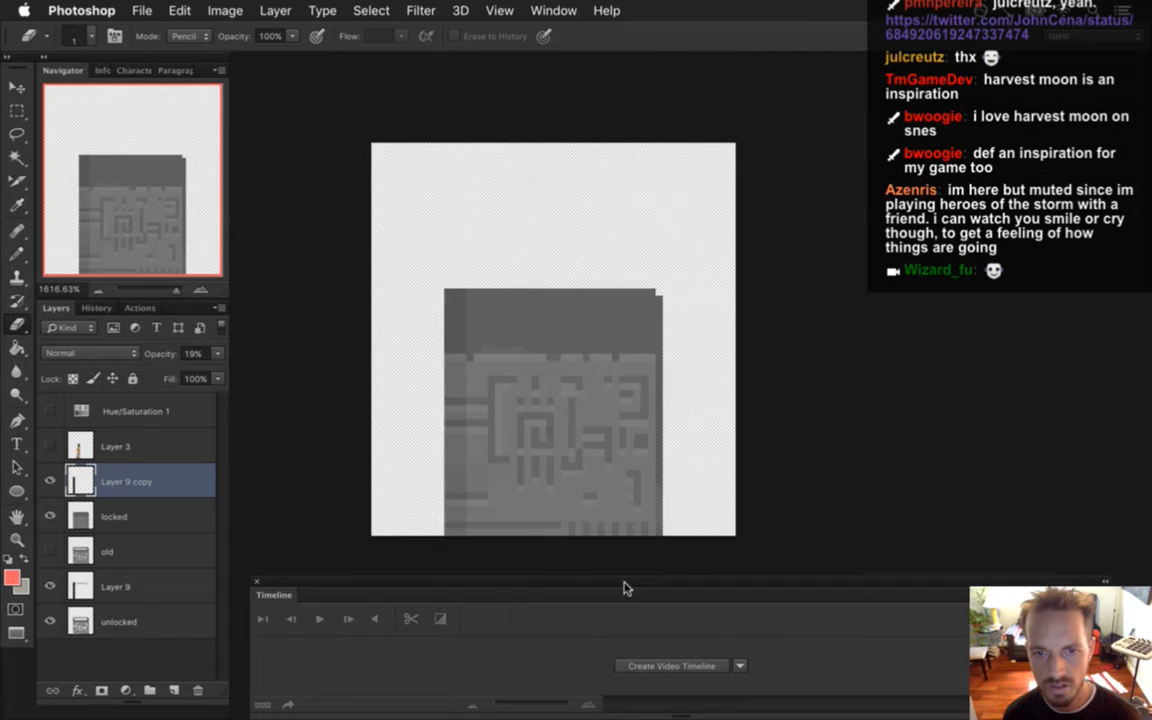 Photoshop File Edit Image Layer Type Select Filter 3D View Window Help
1 Mode: Pencil Opacity: 100% Flow: Erase to History
Navigator Info Characte Paragraj
1616.63%
Layers History Actions
Kind
Normal Opacity: 19%
Lock: Fill: 100%
Hue/Saturation 1
Layer 3
Layer 9 copy
locked
old
Layer 9
unlocked
Timeline
Create Video Timeline
pmnpereira: julcreutz, yeah.
https://twitter.com/JohnCena/status/
684920619247337474
julcreutz: thx
TmGameDev: harvest moon is an
inspiration
bwoogie: i love harvest moon on
snes
bwoogie: def an inspiration for
my game too
Azenris: im here but muted since im
playing heroes of the storm with a
friend. i can watch you smile or cry
though, to get a feeling of how
things are going
Wizard_fu: